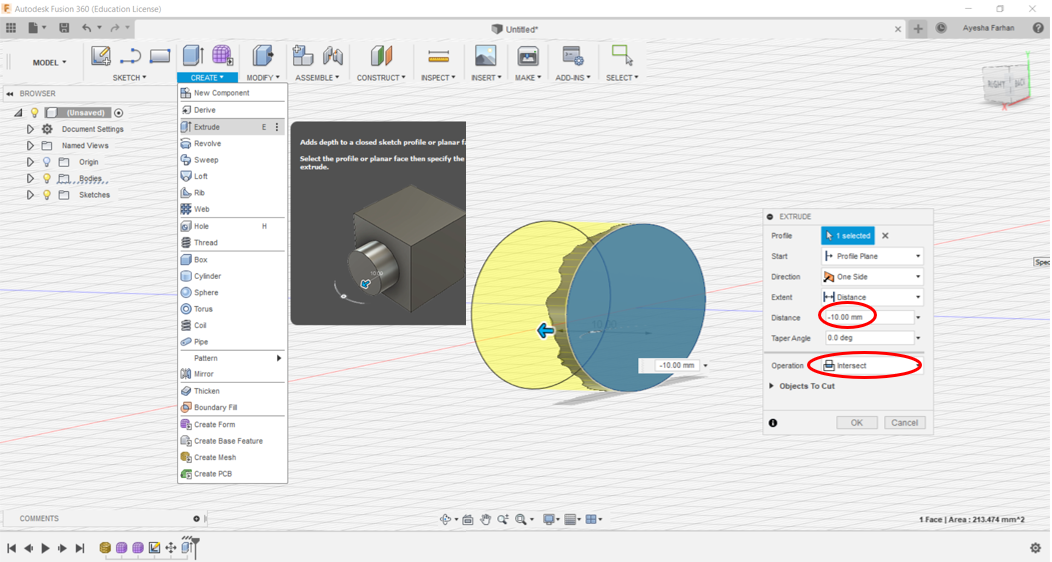 Autodesk Fusion 360 (Education License)
Untitled*
Ayesha Farhan
MODEL
SKETCH
CREATE
MODIFY
ASSEMBLE
CONSTRUCT
INSPECT
INSERT
MAKE
ADD-INS
SELECT
BROWSER
(Unsaved)
Document Settings
Named Views
Origin
Bodies
Sketches
New Component
Derive
Extrude E
Revolve
Sweep
Loft
Rib
Web
Hole H
Thread
Box
Cylinder
Sphere
Torus
Coil
Pipe
Pattern
Mirror
Thicken
Boundary Fill
Create Form
Create Base Feature
Create Mesh
Create PCB
Adds depth to a closed sketch profile or planar fa
Select the profile or planar face then specify the
extrude.
10.00
10.00
-10.00 mm
RIGHT
BACK
X
EXTRUDE
Profile 1 selected
Start Profile Plane
Direction One Side
Extent Distance
Distance -10.00 mm
Taper Angle 0.0 deg
Operation Intersect
Objects To Cut
OK Cancel
Spec
COMMENTS
1 Face | Area : 213.474 mm^2